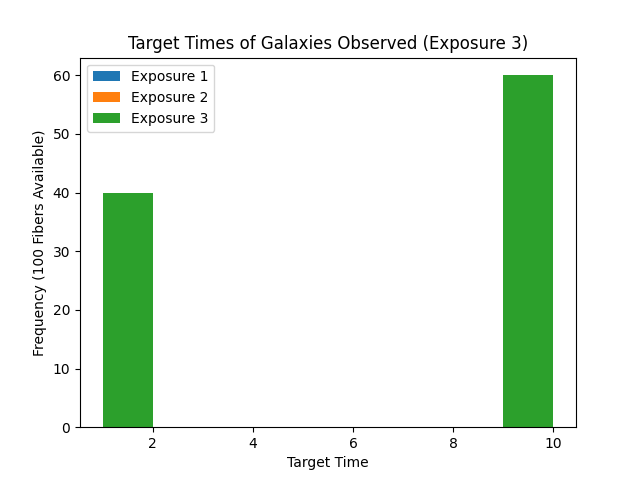 Target Times of Galaxies Observed (Exposure 3)
Exposure 1
Exposure 2
Exposure 3
Frequency (100 Fibers Available)
60
50
40
30
20
10
0
2 4 6 8 10
Target Time